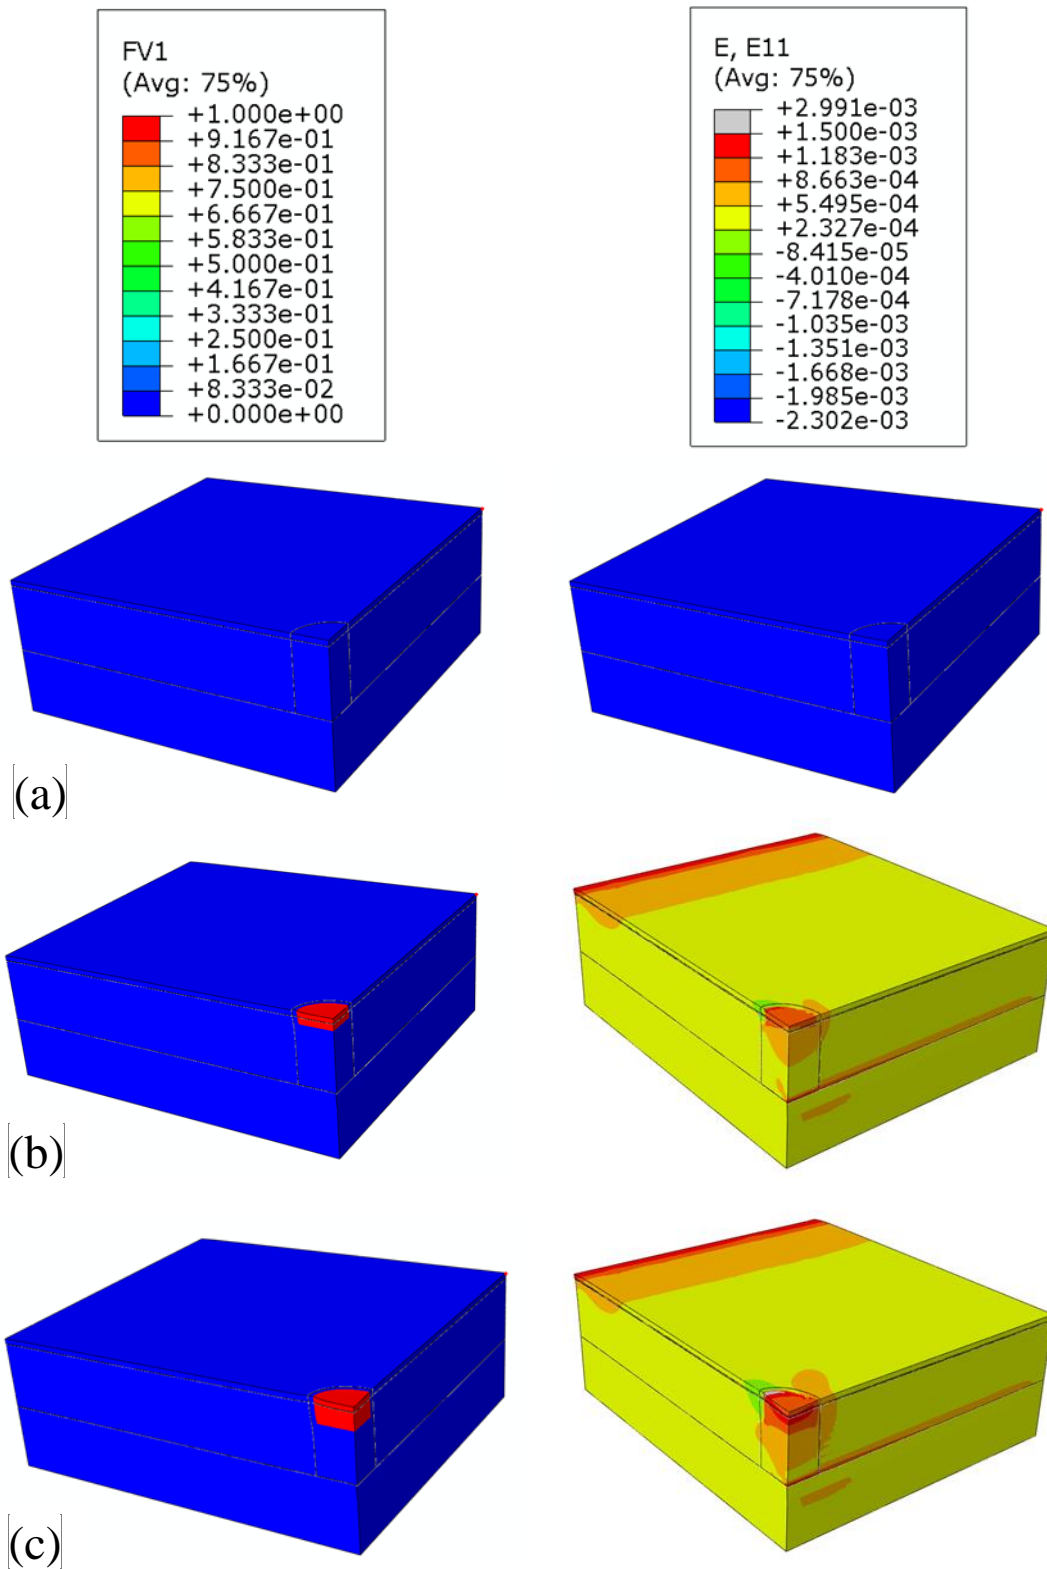 FV1
(Avg: 75%)
+1.000e+00
+9.167e-01
+8.333e-01
+7.500e-01
+6.667e-01
+5.833e-01
+5.000e-01
+4.167e-01
+3.333e-01
+2.500e-01
+1.667e-01
+8.333e-02
+0.000e+00
E, E11
(Avg: 75%)
+2.991e-03
+1.500e-03
+1.183e-03
+8.663e-04
+5.495e-04
+2.327e-04
-8.415e-05
-4.010e-04
-7.178e-04
-1.035e-03
-1.351e-03
-1.668e-03
-1.985e-03
-2.302e-03
(a)
(b)
(c)